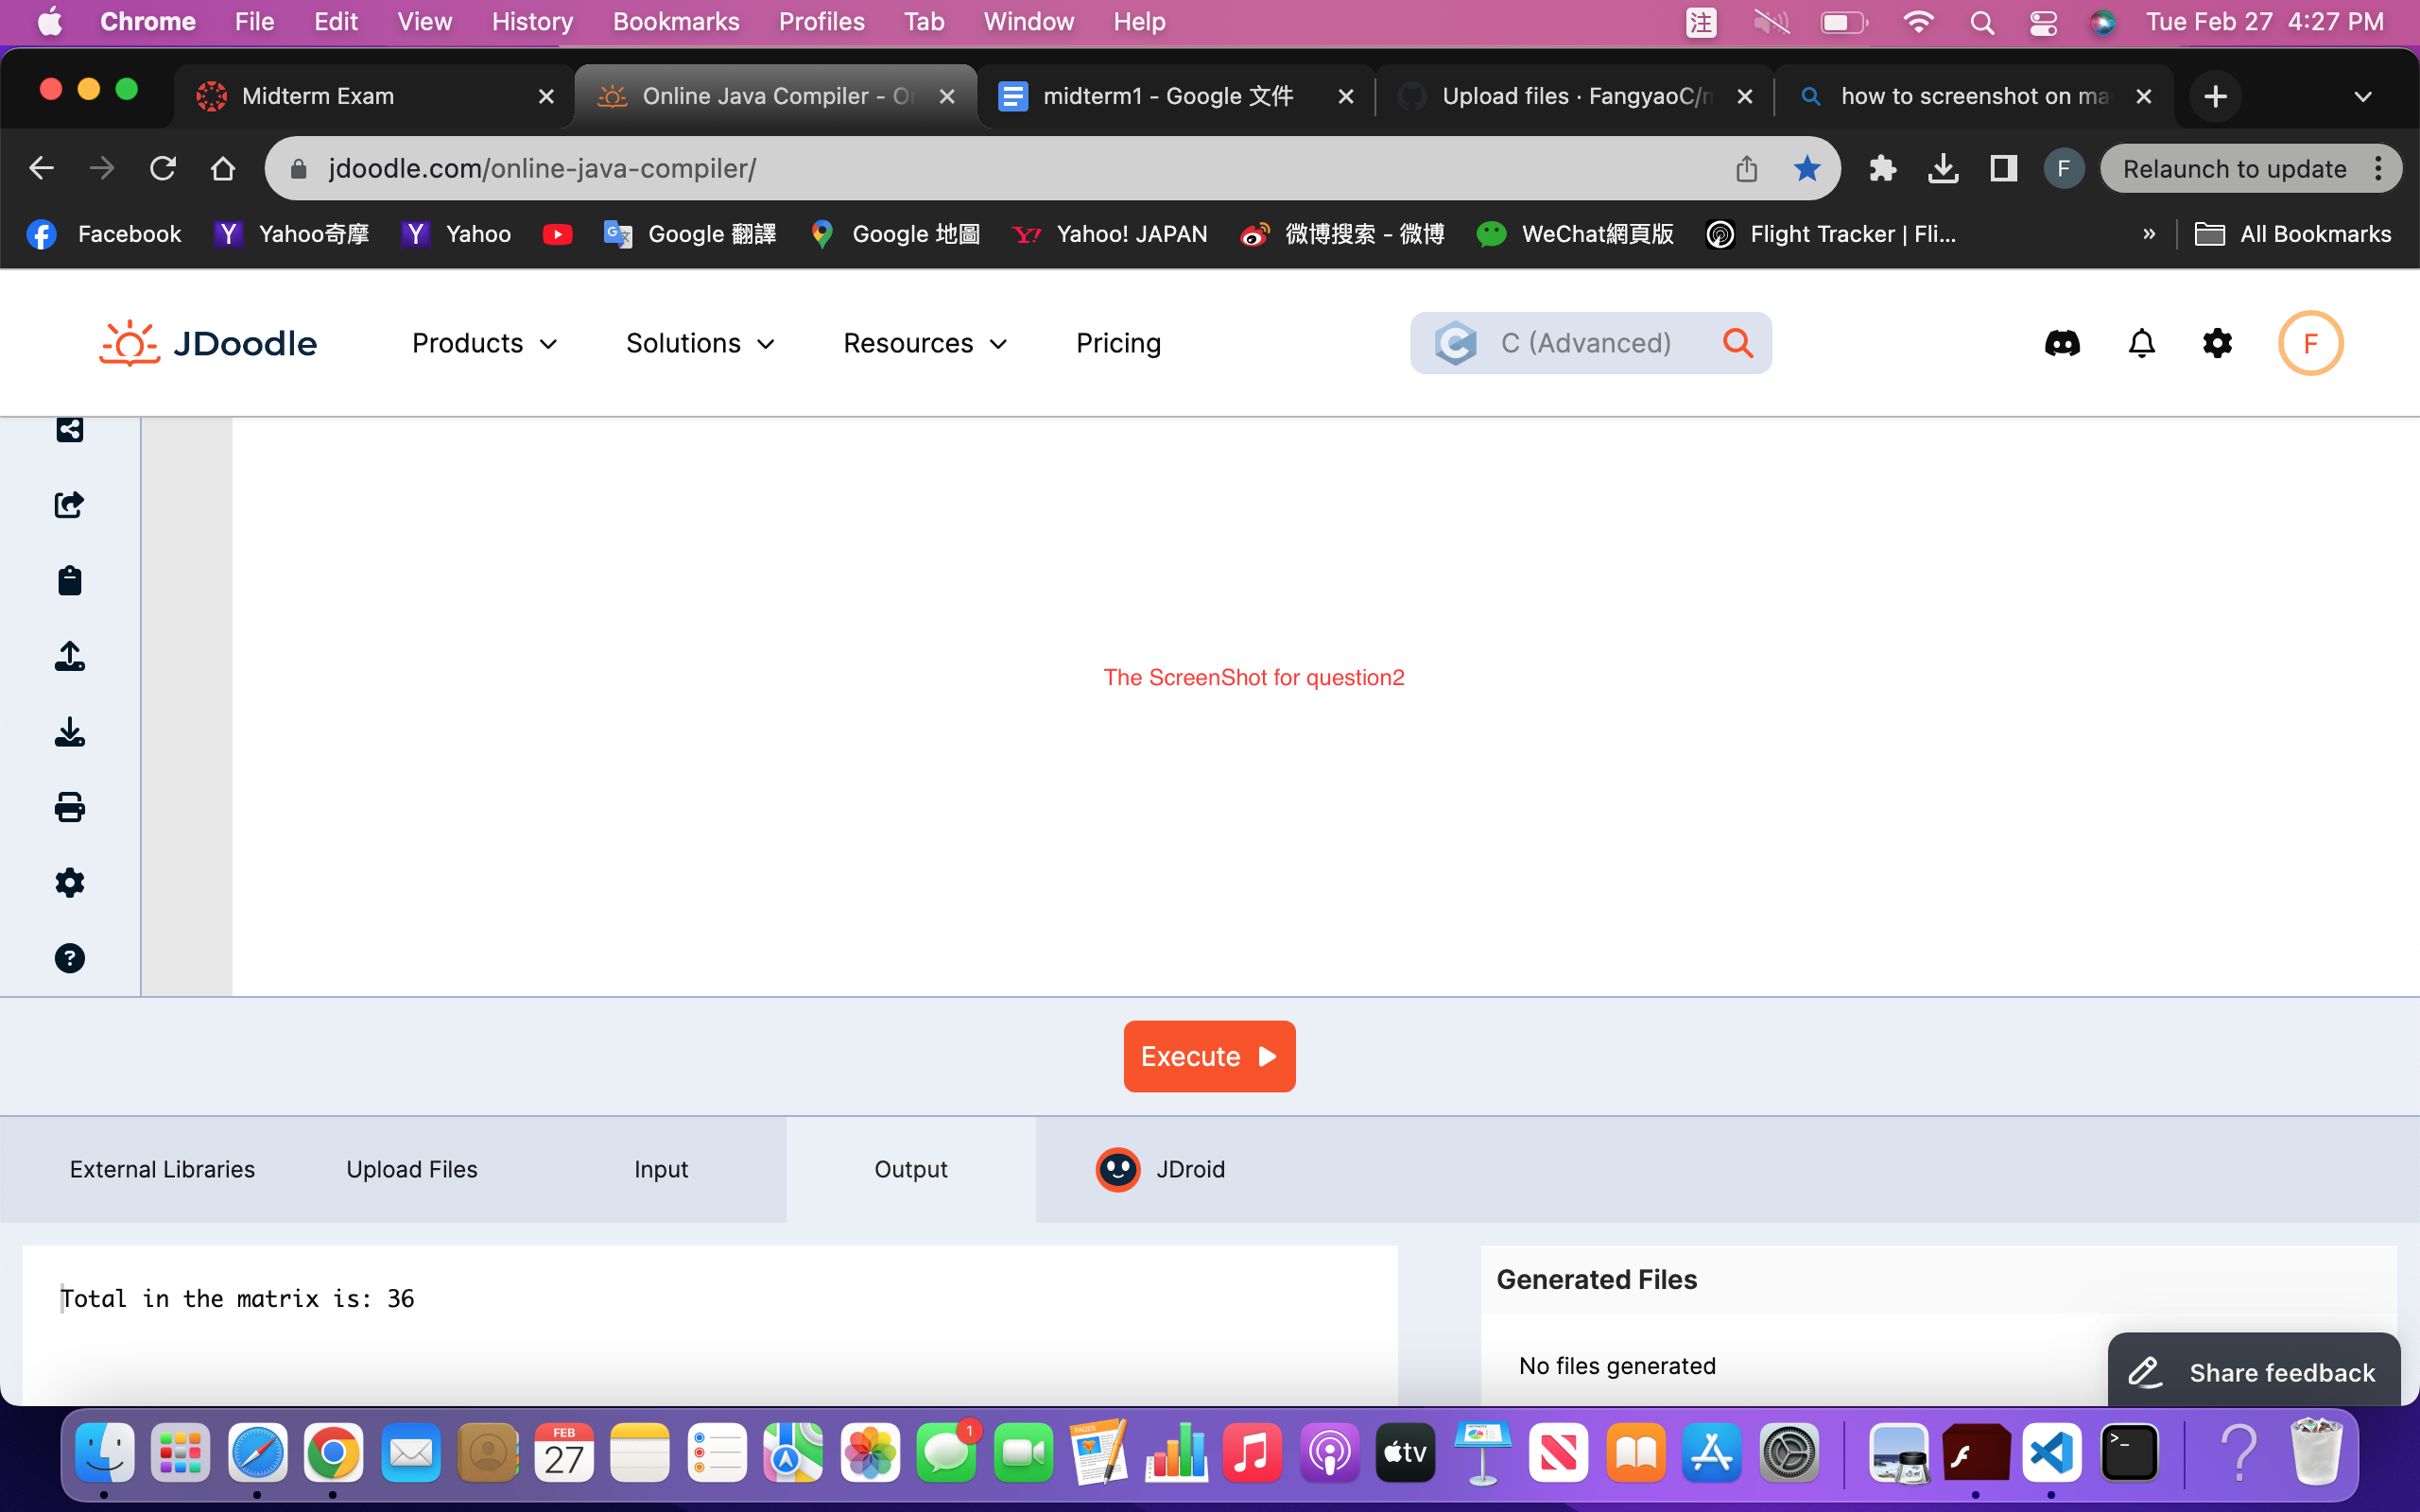 Chrome File Edit View History Bookmarks Profiles Tab Window Help 注 Tue Feb 27 4:27 PM
Midterm Exam Online Java Compiler - O midterm1 - Google 文件 Upload files · FangyaoC/ how to screenshot on ma
jdoodle.com/online-java-compiler/ F Relaunch to update
Facebook Yahoo奇摩 Yahoo Google 翻譯 Google 地圖 Yahoo! JAPAN 微博搜索 - 微博 WeChat網頁版 Flight Tracker | Fli... » All Bookmarks
JDoodle Products Solutions Resources Pricing C (Advanced) F
The ScreenShot for question2
Execute
External Libraries Upload Files Input Output JDroid
Total in the matrix is: 36
Generated Files
No files generated
Share feedback
FEB
27
1
PAGES
tv